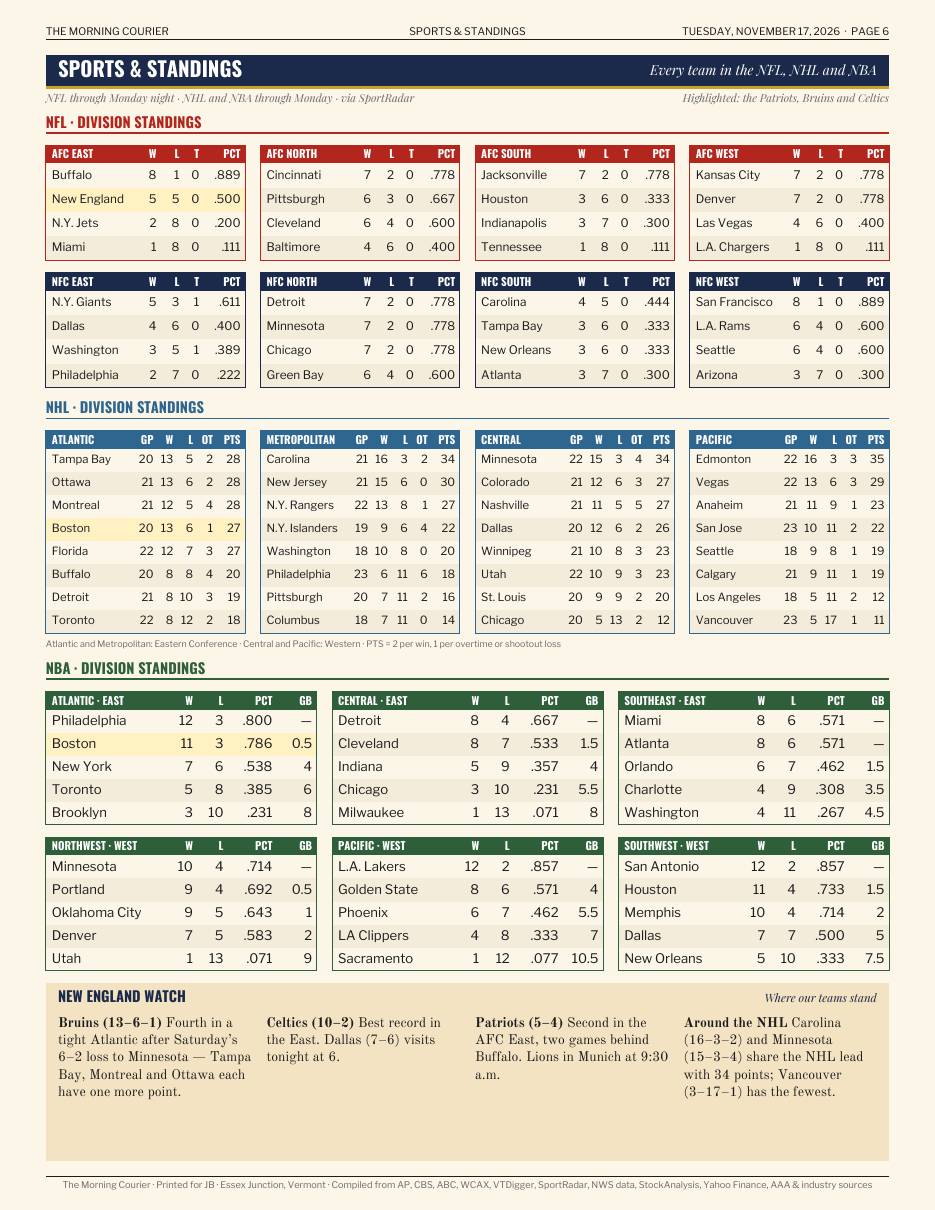 THE MORNING COURIER SPORTS & STANDINGS TUESDAY, NOVEMBER 17, 2026 · PAGE 6
SPORTS & STANDINGS Every team in the NFL, NHL and NBA
NFL through Monday night · NHL and NBA through Monday · via SportRadar Highlighted: the Patriots, Bruins and Celtics
NFL · DIVISION STANDINGS
AFC EAST W L T PCT
Buffalo 8 1 0 .889
New England 5 5 0 .500
N.Y. Jets 2 8 0 .200
Miami 1 8 0 .111
AFC NORTH W L T PCT
Cincinnati 7 2 0 .778
Pittsburgh 6 3 0 .667
Cleveland 6 4 0 .600
Baltimore 4 6 0 .400
AFC SOUTH W L T PCT
Jacksonville 7 2 0 .778
Houston 3 6 0 .333
Indianapolis 3 7 0 .300
Tennessee 1 8 0 .111
AFC WEST W L T PCT
Kansas City 7 2 0 .778
Denver 7 2 0 .778
Las Vegas 4 6 0 .400
L.A. Chargers 1 8 0 .111
NFC EAST W L T PCT
N.Y. Giants 5 3 1 .611
Dallas 4 6 0 .400
Washington 3 5 1 .389
Philadelphia 2 7 0 .222
NFC NORTH W L T PCT
Detroit 7 2 0 .778
Minnesota 7 2 0 .778
Chicago 7 2 0 .778
Green Bay 6 4 0 .600
NFC SOUTH W L T PCT
Carolina 4 5 0 .444
Tampa Bay 3 6 0 .333
New Orleans 3 6 0 .333
Atlanta 3 7 0 .300
NFC WEST W L T PCT
San Francisco 8 1 0 .889
L.A. Rams 6 4 0 .600
Seattle 6 4 0 .600
Arizona 3 7 0 .300
NHL · DIVISION STANDINGS
ATLANTIC GP W L OT PTS
Tampa Bay 20 13 5 2 28
Ottawa 21 13 6 2 28
Montreal 21 12 5 4 28
Boston 20 13 6 1 27
Florida 22 12 7 3 27
Buffalo 20 8 8 4 20
Detroit 21 8 10 3 19
Toronto 22 8 12 2 18
METROPOLITAN GP W L OT PTS
Carolina 21 16 3 2 34
New Jersey 21 15 6 0 30
N.Y. Rangers 22 13 8 1 27
N.Y. Islanders 19 9 6 4 22
Washington 18 10 8 0 20
Philadelphia 23 6 11 6 18
Pittsburgh 20 7 11 2 16
Columbus 18 7 11 0 14
CENTRAL GP W L OT PTS
Minnesota 22 15 3 4 34
Colorado 21 12 6 3 27
Nashville 21 11 5 5 27
Dallas 20 12 6 2 26
Winnipeg 21 10 8 3 23
Utah 22 10 9 3 23
St. Louis 20 9 9 2 20
Chicago 20 5 13 2 12
PACIFIC GP W L OT PTS
Edmonton 22 16 3 3 35
Vegas 22 13 6 3 29
Anaheim 21 11 9 1 23
San Jose 23 10 11 2 22
Seattle 18 9 8 1 19
Calgary 21 9 11 1 19
Los Angeles 18 5 11 2 12
Vancouver 23 5 17 1 11
Atlantic and Metropolitan: Eastern Conference · Central and Pacific: Western · PTS = 2 per win, 1 per overtime or shootout loss
NBA · DIVISION STANDINGS
ATLANTIC · EAST W L PCT GB
Philadelphia 12 3 .800 —
Boston 11 3 .786 0.5
New York 7 6 .538 4
Toronto 5 8 .385 6
Brooklyn 3 10 .231 8
CENTRAL · EAST W L PCT GB
Detroit 8 4 .667 —
Cleveland 8 7 .533 1.5
Indiana 5 9 .357 4
Chicago 3 10 .231 5.5
Milwaukee 1 13 .071 8
SOUTHEAST · EAST W L PCT GB
Miami 8 6 .571 —
Atlanta 8 6 .571 —
Orlando 6 7 .462 1.5
Charlotte 4 9 .308 3.5
Washington 4 11 .267 4.5
NORTHWEST · WEST W L PCT GB
Minnesota 10 4 .714 —
Portland 9 4 .692 0.5
Oklahoma City 9 5 .643 1
Denver 7 5 .583 2
Utah 1 13 .071 9
PACIFIC · WEST W L PCT GB
L.A. Lakers 12 2 .857 —
Golden State 8 6 .571 4
Phoenix 6 7 .462 5.5
LA Clippers 4 8 .333 7
Sacramento 1 12 .077 10.5
SOUTHWEST · WEST W L PCT GB
San Antonio 12 2 .857 —
Houston 11 4 .733 1.5
Memphis 10 4 .714 2
Dallas 7 7 .500 5
New Orleans 5 10 .333 7.5
NEW ENGLAND WATCH Where our teams stand
Bruins (13–6–1) Fourth in a
tight Atlantic after Saturday's
6–2 loss to Minnesota — Tampa
Bay, Montreal and Ottawa each
have one more point.
Celtics (10–2) Best record in
the East. Dallas (7–6) visits
tonight at 6.
Patriots (5–4) Second in the
AFC East, two games behind
Buffalo. Lions in Munich at 9:30
a.m.
Around the NHL Carolina
(16–3–2) and Minnesota
(15–3–4) share the NHL lead
with 34 points; Vancouver
(3–17–1) has the fewest.
The Morning Courier · Printed for JB · Essex Junction, Vermont · Compiled from AP, CBS, ABC, WCAX, VTDigger, SportRadar, NWS data, StockAnalysis, Yahoo Finance, AAA & industry sources